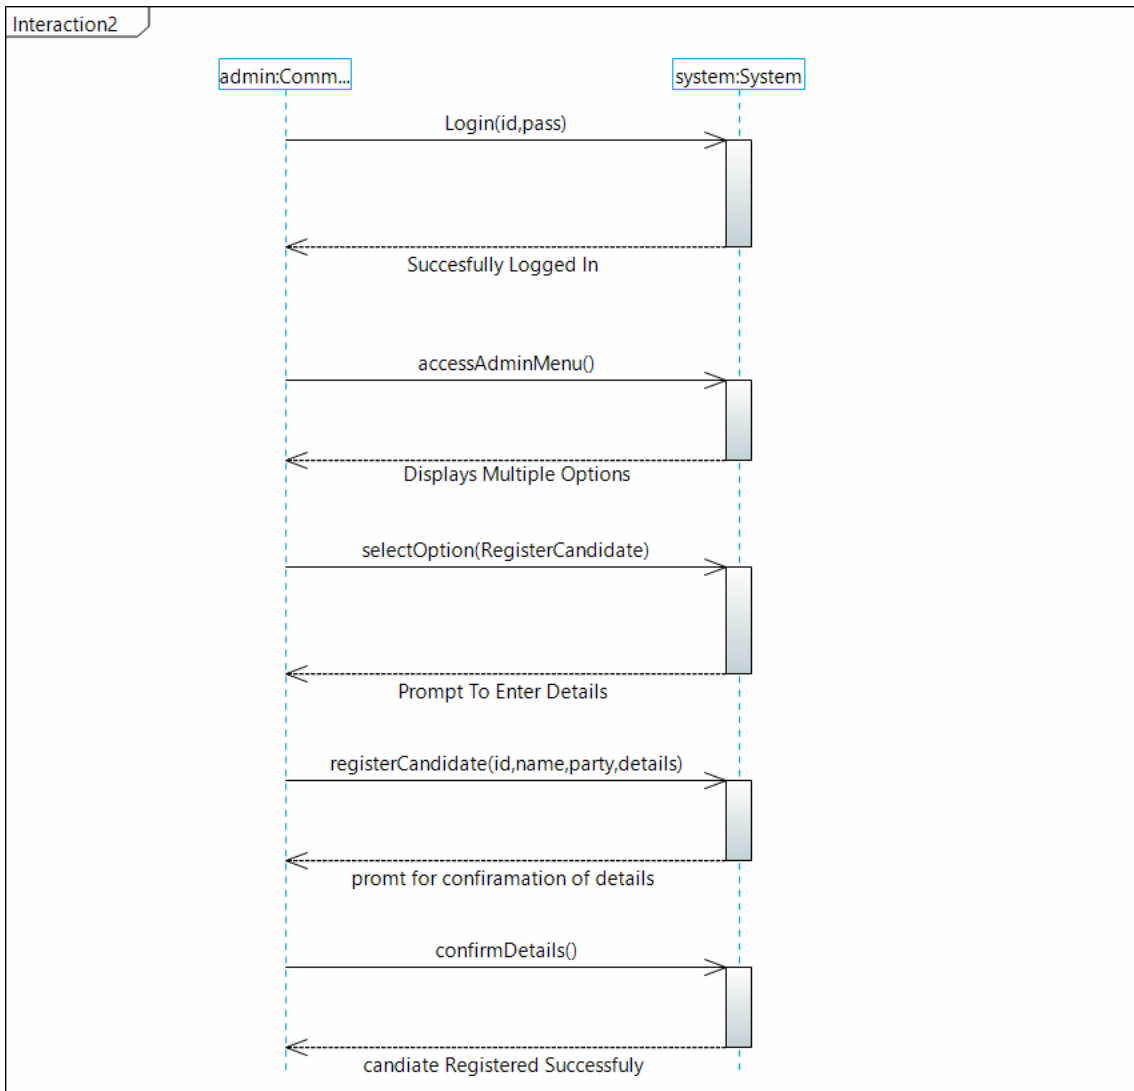 Interaction2
admin:Comm...
system:System
Login(id,pass)
Succesfully Logged In
accessAdminMenu()
Displays Multiple Options
selectOption(RegisterCandidate)
Prompt To Enter Details
registerCandidate(id,name,party,details)
promt for confiramation of details
confirmDetails()
candiate Registered Successfuly